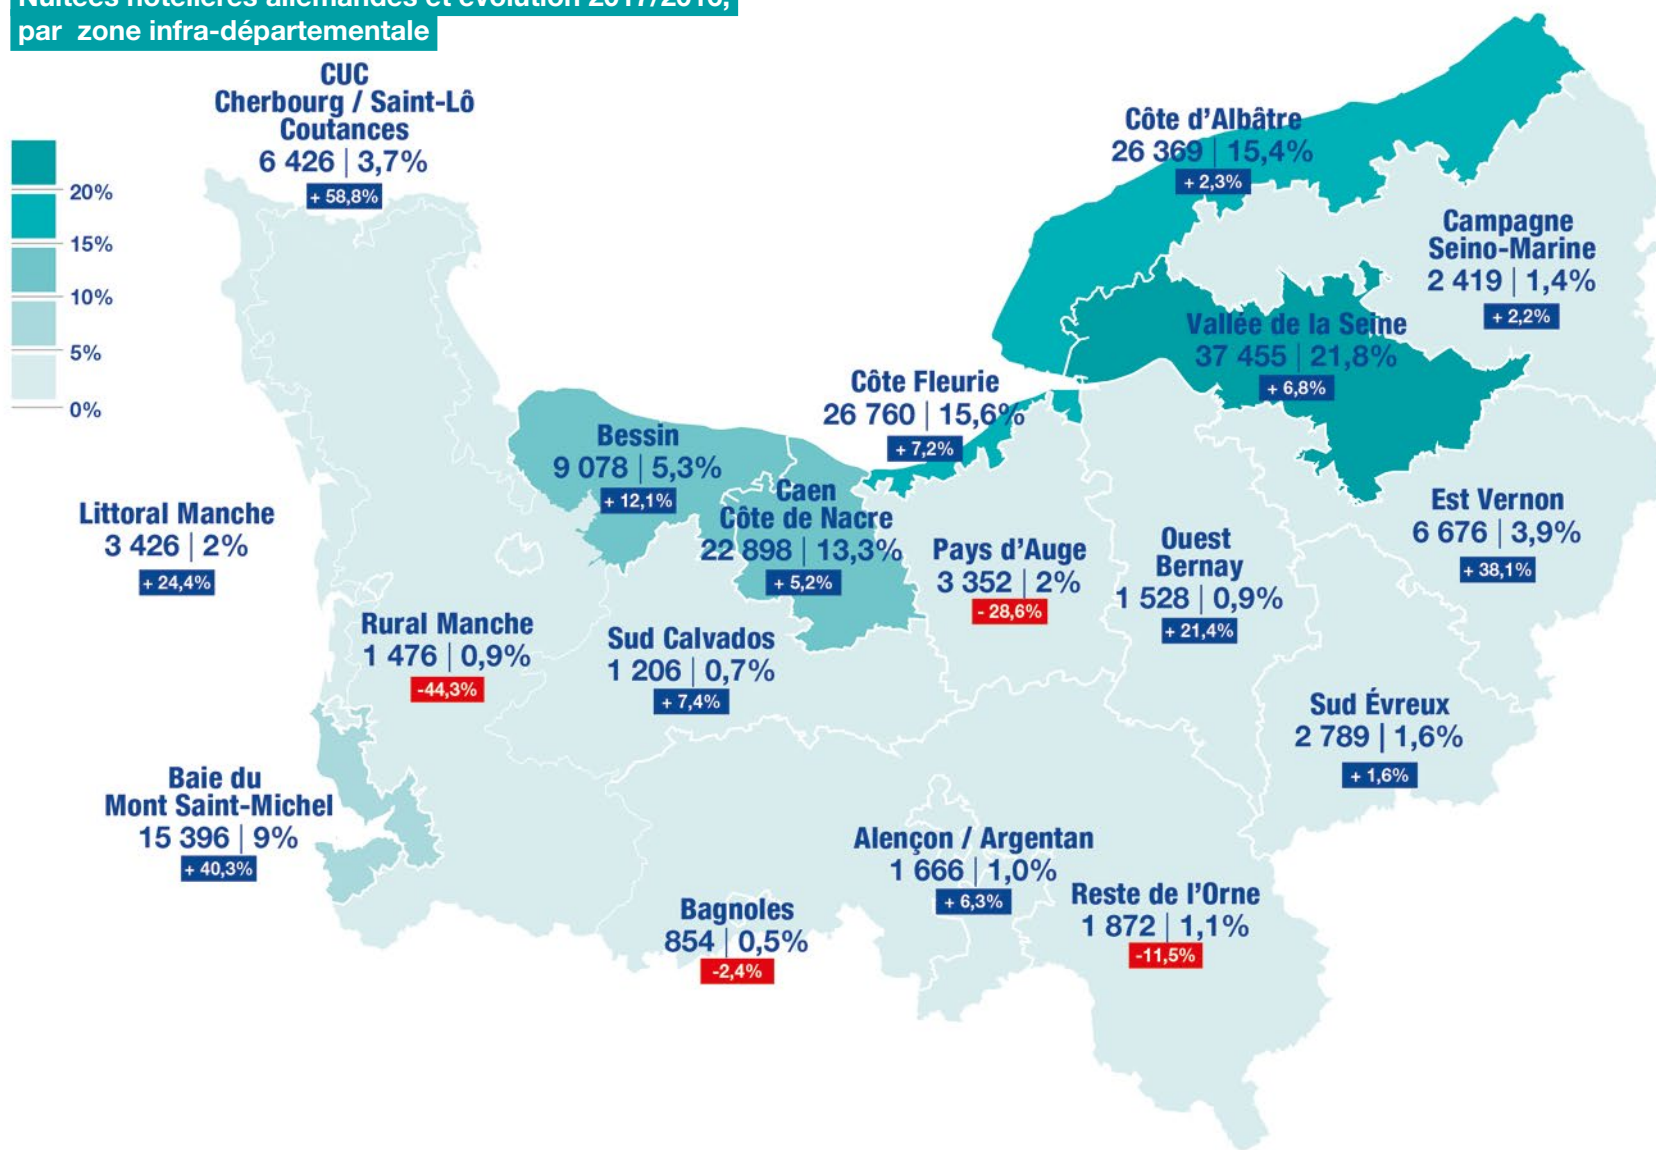 Nuitées hôtelières allemandes et évolution 2017/2016,
par zone infra-départementale
CUC
Cherbourg / Saint-Lô
Coutances
6 426 | 3,7%
+ 58,8%
20%
15%
10%
5%
0%
Côte d'Albâtre
26 369 | 15,4%
+ 2,3%
Campagne
Seino-Marine
2 419 | 1,4%
+ 2,2%
Vallée de la Seine
37 455 | 21,8%
+ 6,8%
Côte Fleurie
26 760 | 15,6%
+ 7,2%
Bessin
9 078 | 5,3%
+ 12,1%
Caen
Côte de Nacre
22 898 | 13,3%
+ 5,2%
Littoral Manche
3 426 | 2%
+ 24,4%
Pays d'Auge
3 352 | 2%
- 28,6%
Ouest
Bernay
1 528 | 0,9%
+ 21,4%
Est Vernon
6 676 | 3,9%
+ 38,1%
Rural Manche
1 476 | 0,9%
-44,3%
Sud Calvados
1 206 | 0,7%
+ 7,4%
Sud Évreux
2 789 | 1,6%
+ 1,6%
Baie du
Mont Saint-Michel
15 396 | 9%
+ 40,3%
Alençon / Argentan
1 666 | 1,0%
+ 6,3%
Bagnoles
854 | 0,5%
-2,4%
Reste de l'Orne
1 872 | 1,1%
-11,5%